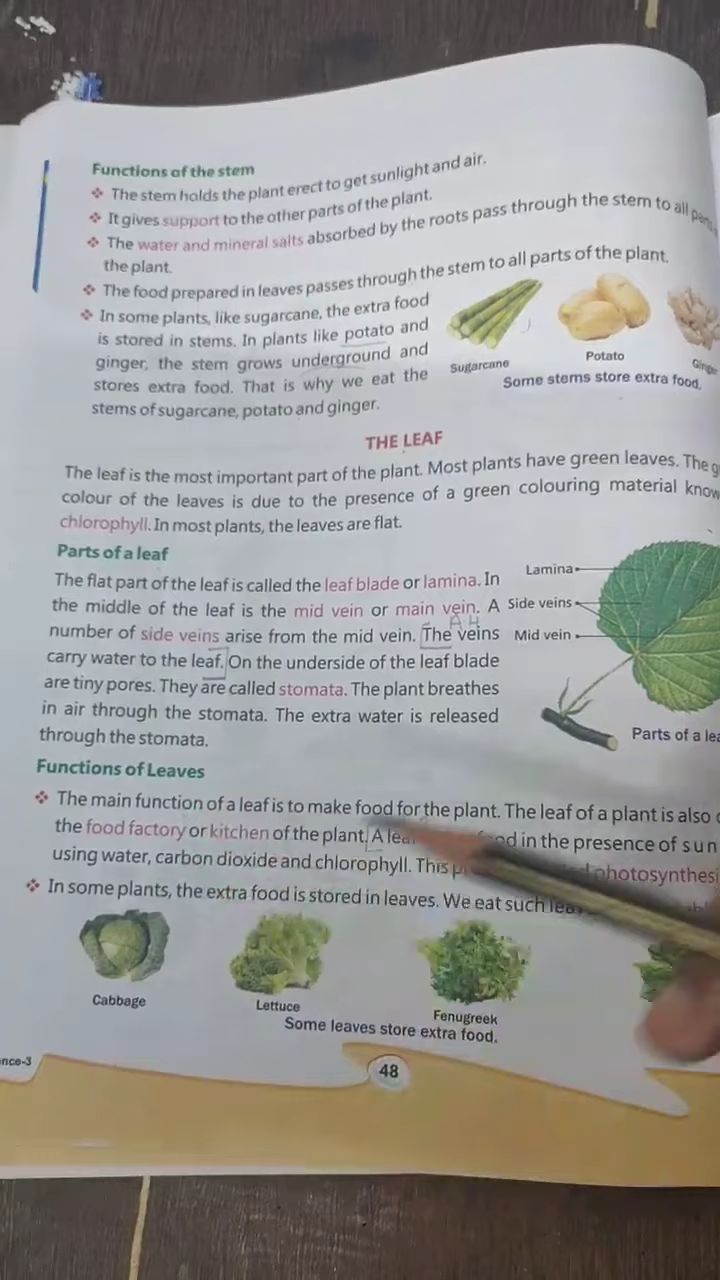 Functions of the stem
❖ The stem holds the plant erect to get sunlight and air.
❖ It gives support to the other parts of the plant.
❖ The water and mineral salts absorbed by the roots pass through the stem to all
the plant.
❖ The food prepared in leaves passes through the stem to all parts of the plant.
❖ In some plants, like sugarcane, the extra food
is stored in stems. In plants like potato and
ginger, the stem grows underground and
stores extra food. That is why we eat the
stems of sugarcane, potato and ginger.
Sugarcane
Potato
Ginger
Some stems store extra food.
THE LEAF
The leaf is the most important part of the plant. Most plants have green leaves. The g
colour of the leaves is due to the presence of a green colouring material know
chlorophyll. In most plants, the leaves are flat.
Parts of a leaf
The flat part of the leaf is called the leaf blade or lamina. In
the middle of the leaf is the mid vein or main vein. A
number of side veins arise from the mid vein. The veins
carry water to the leaf. On the underside of the leaf blade
are tiny pores. They are called stomata. The plant breathes
in air through the stomata. The extra water is released
through the stomata.
Lamina
Side veins
Mid vein
Parts of a lea
Functions of Leaves
❖ The main function of a leaf is to make food for the plant. The leaf of a plant is also
the food factory or kitchen of the plant. A lea in the presence of sun
using water, carbon dioxide and chlorophyll. This photosynthesi
❖ In some plants, the extra food is stored in leaves. We eat such
Cabbage
Lettuce
Fenugreek
Some leaves store extra food.
nce-3
48